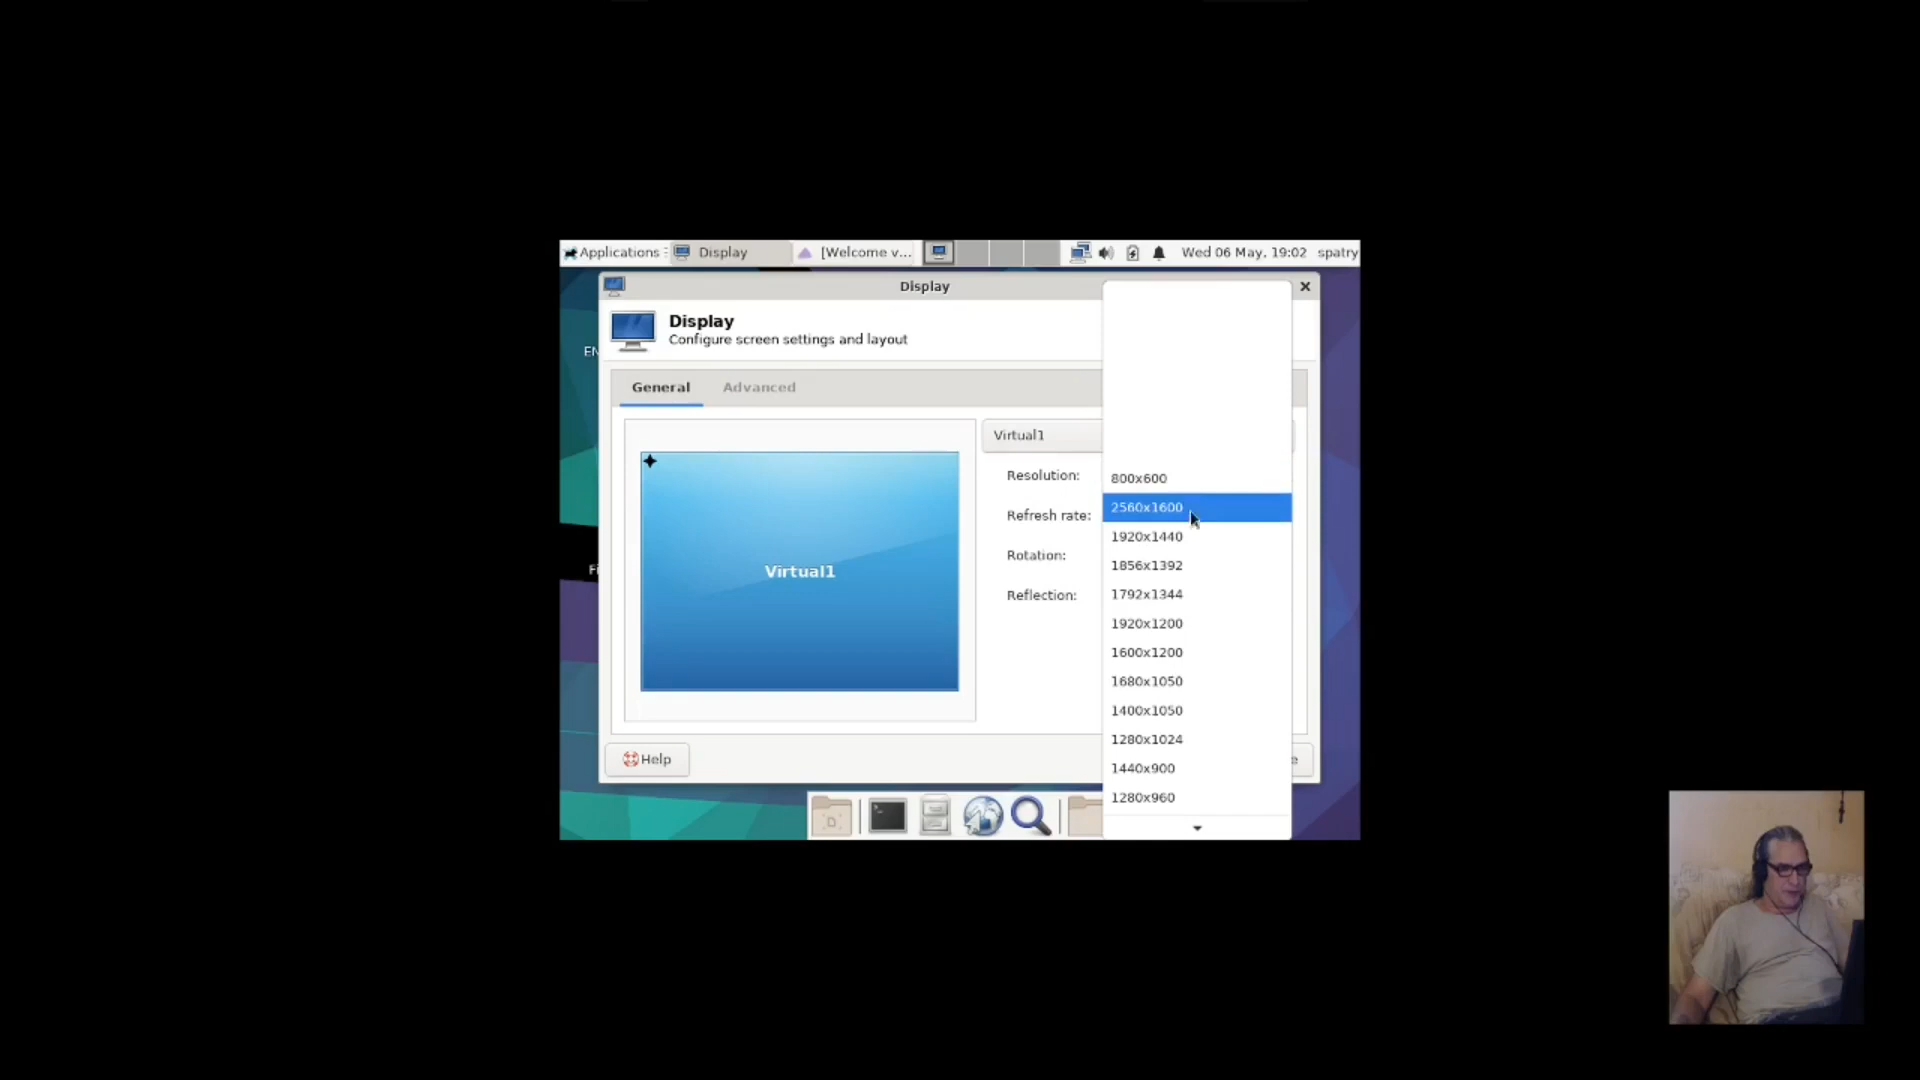 Applications Display [Welcome v... Wed 06 May, 19:02 spatry
Display
Display
Configure screen settings and layout
EN
General Advanced
Virtual1
Resolution:
Refresh rate:
Rotation:
Reflection:
Virtual1
800x600
2560x1600
1920x1440
1856x1392
1792x1344
1920x1200
1600x1200
1680x1050
1400x1050
1280x1024
1440x900
1280x960
Fi
Help
e
D